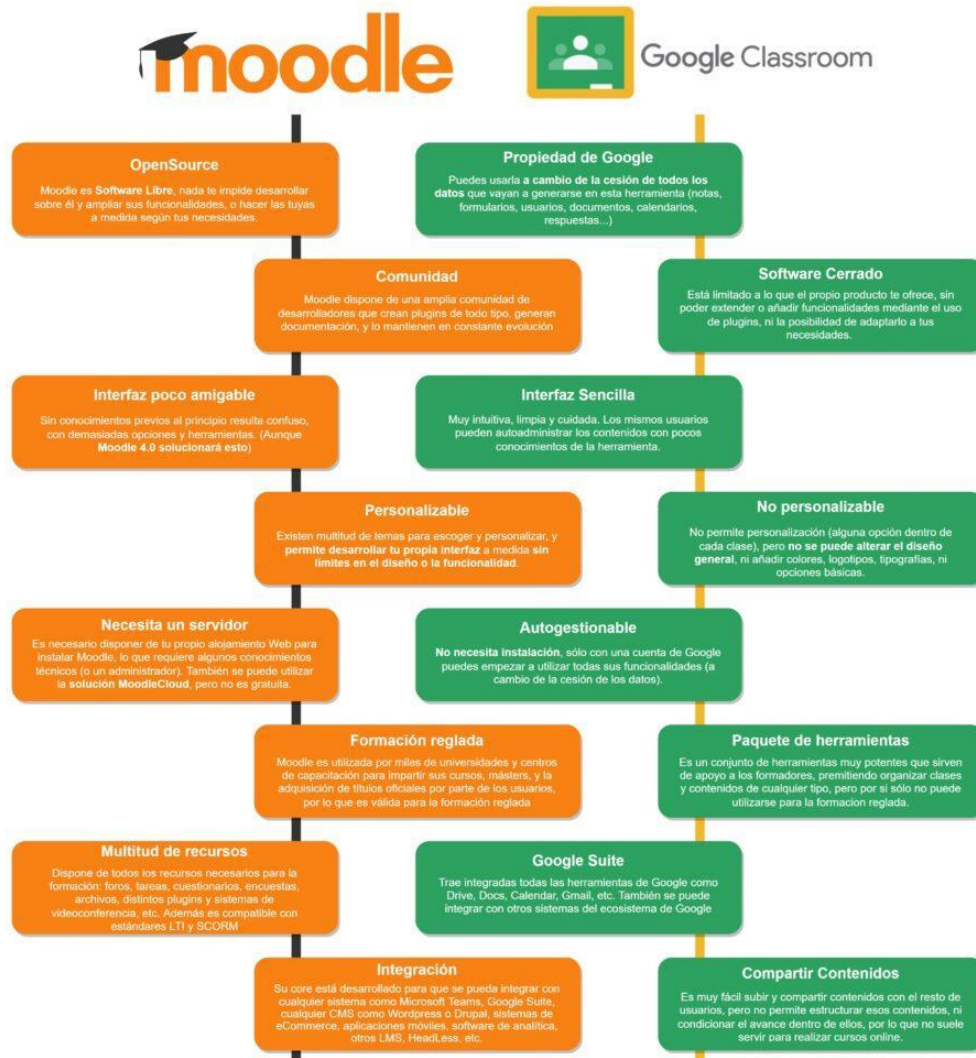 moodle
Google Classroom
OpenSource
Moodle es Software Libre, nada te impide desarrollar
sobre él y ampliar sus funcionalidades, o hacer las tuyas
a medida según tus necesidades.
Propiedad de Google
Puedes usarla a cambio de la cesión de todos los
datos que vayan a generarse en esta herramienta (notas,
formularios, usuarios, documentos, calendarios,
respuestas...)
Comunidad
Moodle dispone de una amplia comunidad de
desarrolladores que crean plugins de todo tipo, generan
documentación, y lo mantienen en constante evolución
Software Cerrado
Está limitado a lo que el propio producto te ofrece, sin
poder extender o añadir funcionalidades mediante el uso
de plugins, ni la posibilidad de adaptarlo a tus
necesidades.
Interfaz poco amigable
Sin conocimientos previos al principio resulta confuso,
con demasiadas opciones y herramientas. (Aunque
Moodle 4.0 solucionará esto)
Interfaz Sencilla
Muy intuitiva, limpia y cuidada. Los mismos usuarios
pueden autoadministrar los contenidos con pocos
conocimientos de la herramienta.
Personalizable
Existen multitud de temas para escoger y personalizar, y
permite desarrollar tu propia interfaz a medida sin
límites en el diseño o la funcionalidad.
No personalizable
No permite personalización (alguna opción dentro de
cada clase), pero no se puede alterar el diseño
general, ni añadir colores, logotipos, tipografías, ni
opciones básicas.
Necesita un servidor
Es necesario disponer de tu propio alojamiento Web para
instalar Moodle, lo que requiere algunos conocimientos
técnicos (o un administrador). También se puede utilizar
la solución MoodleCloud, pero no es gratuita.
Autogestionable
No necesita instalación, sólo con una cuenta de Google
puedes empezar a utilizar todas sus funcionalidades (a
cambio de la cesión de los datos).
Formación reglada
Moodle es utilizada por miles de universidades y centros
de capacitación para impartir sus cursos, másters, y la
adquisición de títulos oficiales por parte de los usuarios,
por lo que es válida para la formación reglada
Paquete de herramientas
Es un conjunto de herramientas muy potentes que sirven
de apoyo a los formadores, premitiendo organizar clases
y contenidos de cualquier tipo, pero por si sólo no puede
utilizarse para la formacion reglada.
Multitud de recursos
Dispone de todos los recursos necesarios para la
formación: foros, tareas, cuestionarios, encuestas,
archivos, distintos plugins y sistemas de
videoconferencia, etc. Además es compatible con
estándares LTI y SCORM
Google Suite
Trae integradas todas las herramientas de Google como
Drive, Docs, Calendar, Gmail, etc. También se puede
integrar con otros sistemas del ecosistema de Google
Integración
Su core está desarrollado para que se pueda integrar con
cualquier sistema como Microsoft Teams, Google Suite,
cualquier CMS como Wordpress o Drupal, sistemas de
eCommerce, aplicaciones móviles, software de analítica,
otros LMS, HeadLess, etc.
Compartir Contenidos
Es muy fácil subir y compartir contenidos con el resto de
usuarios, pero no permite estructurar esos contenidos, ni
condicionar el avance dentro de ellos, por lo que no suele
servir para realizar cursos online.